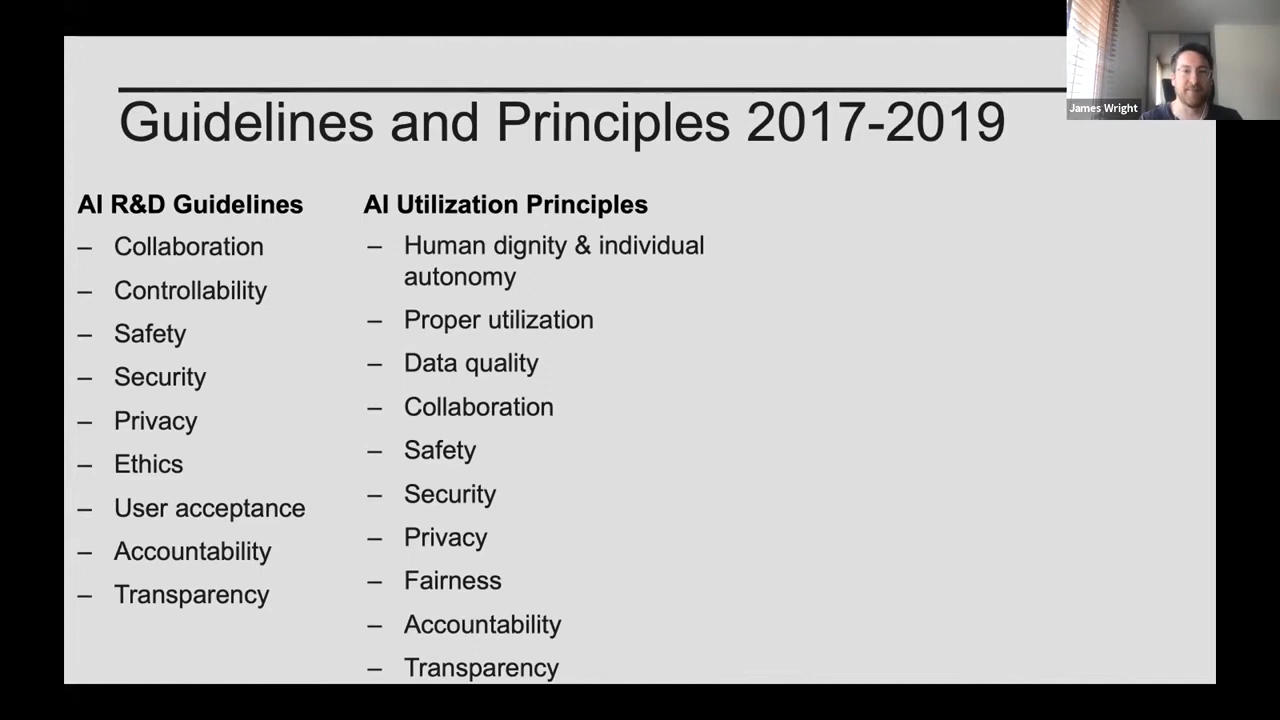 James Wright
Guidelines and Principles 2017-2019
AI R&D Guidelines
– Collaboration
– Controllability
– Safety
– Security
– Privacy
– Ethics
– User acceptance
– Accountability
– Transparency
AI Utilization Principles
– Human dignity & individual
autonomy
– Proper utilization
– Data quality
– Collaboration
– Safety
– Security
– Privacy
– Fairness
– Accountability
– Transparency